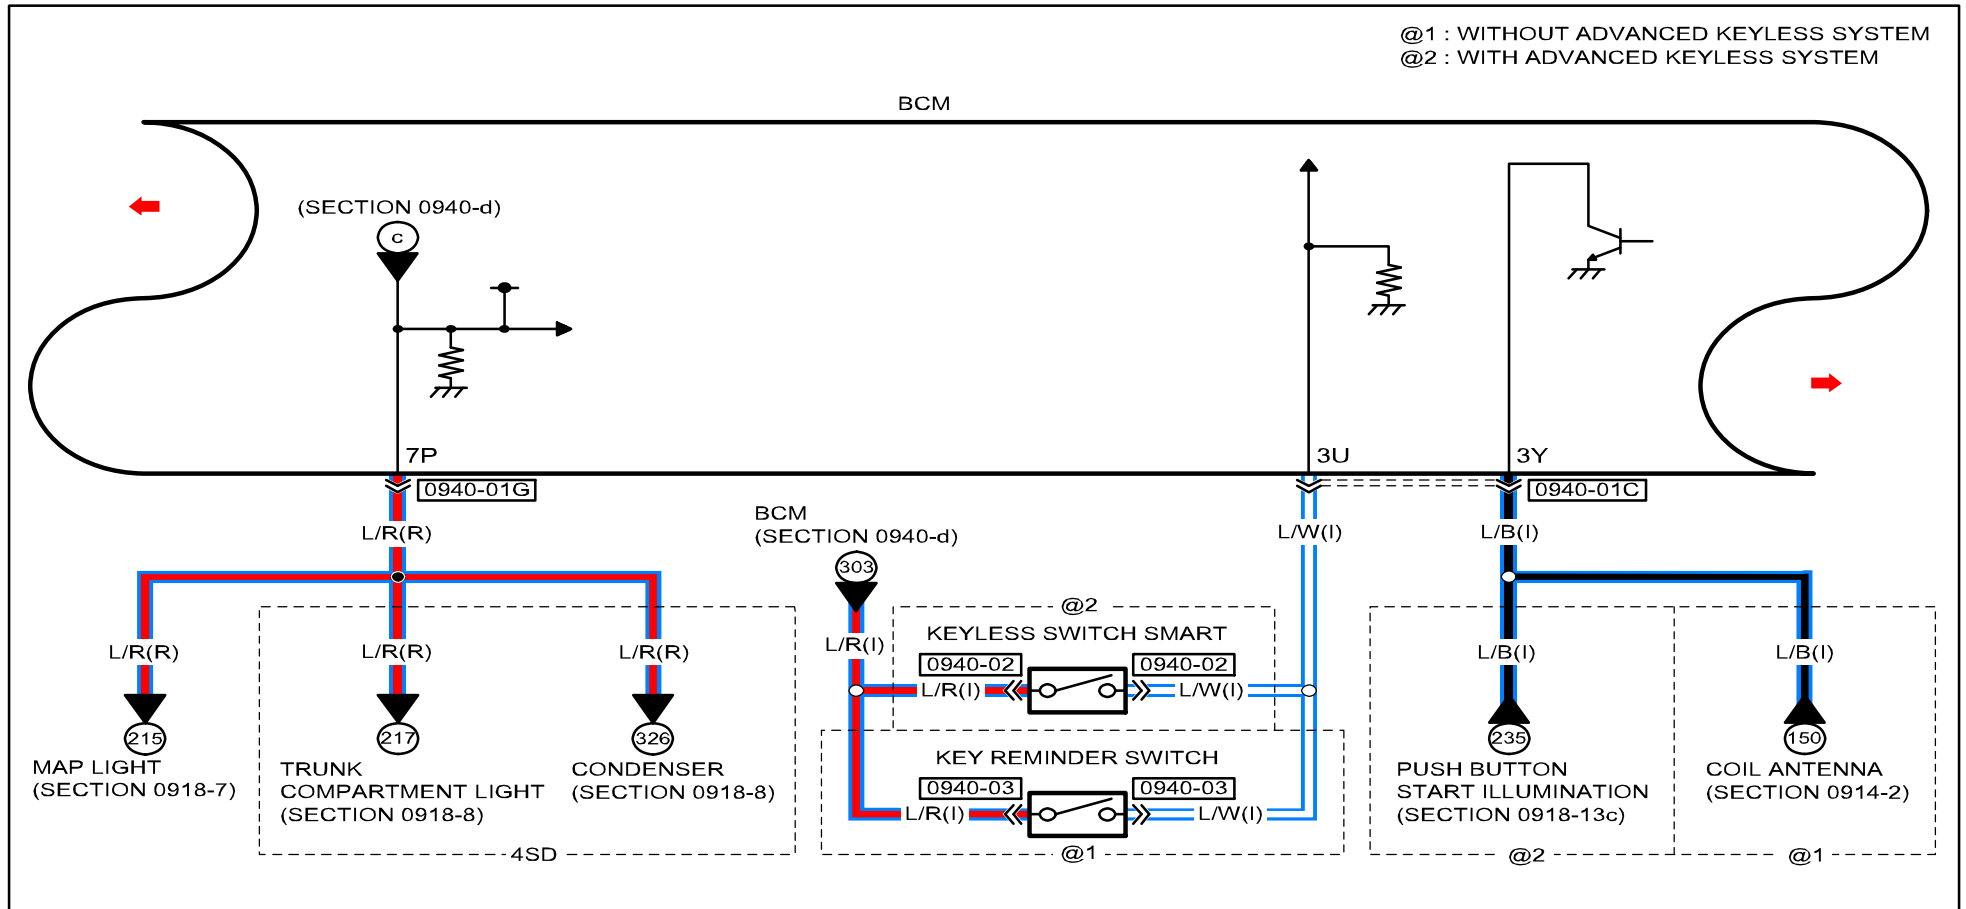 @1 : WITHOUT ADVANCED KEYLESS SYSTEM
@2 : WITH ADVANCED KEYLESS SYSTEM
BCM
(SECTION 0940-d)
c
7P
3U
3Y
0940-01G
0940-01C
L/R(R)
BCM
(SECTION 0940-d)
L/W(I)
L/B(I)
303
@2
KEYLESS SWITCH SMART
L/R(R)
L/R(R)
L/R(R)
L/R(I)
0940-02
0940-02
L/B(I)
L/B(I)
L/R(I)
L/W(I)
215
217
326
235
150
KEY REMINDER SWITCH
MAP LIGHT
(SECTION 0918-7)
TRUNK
COMPARTMENT LIGHT
(SECTION 0918-8)
CONDENSER
(SECTION 0918-8)
0940-03
0940-03
L/R(I)
L/W(I)
PUSH BUTTON
START ILLUMINATION
(SECTION 0918-13c)
COIL ANTENNA
(SECTION 0914-2)
4SD
@1
@2
@1